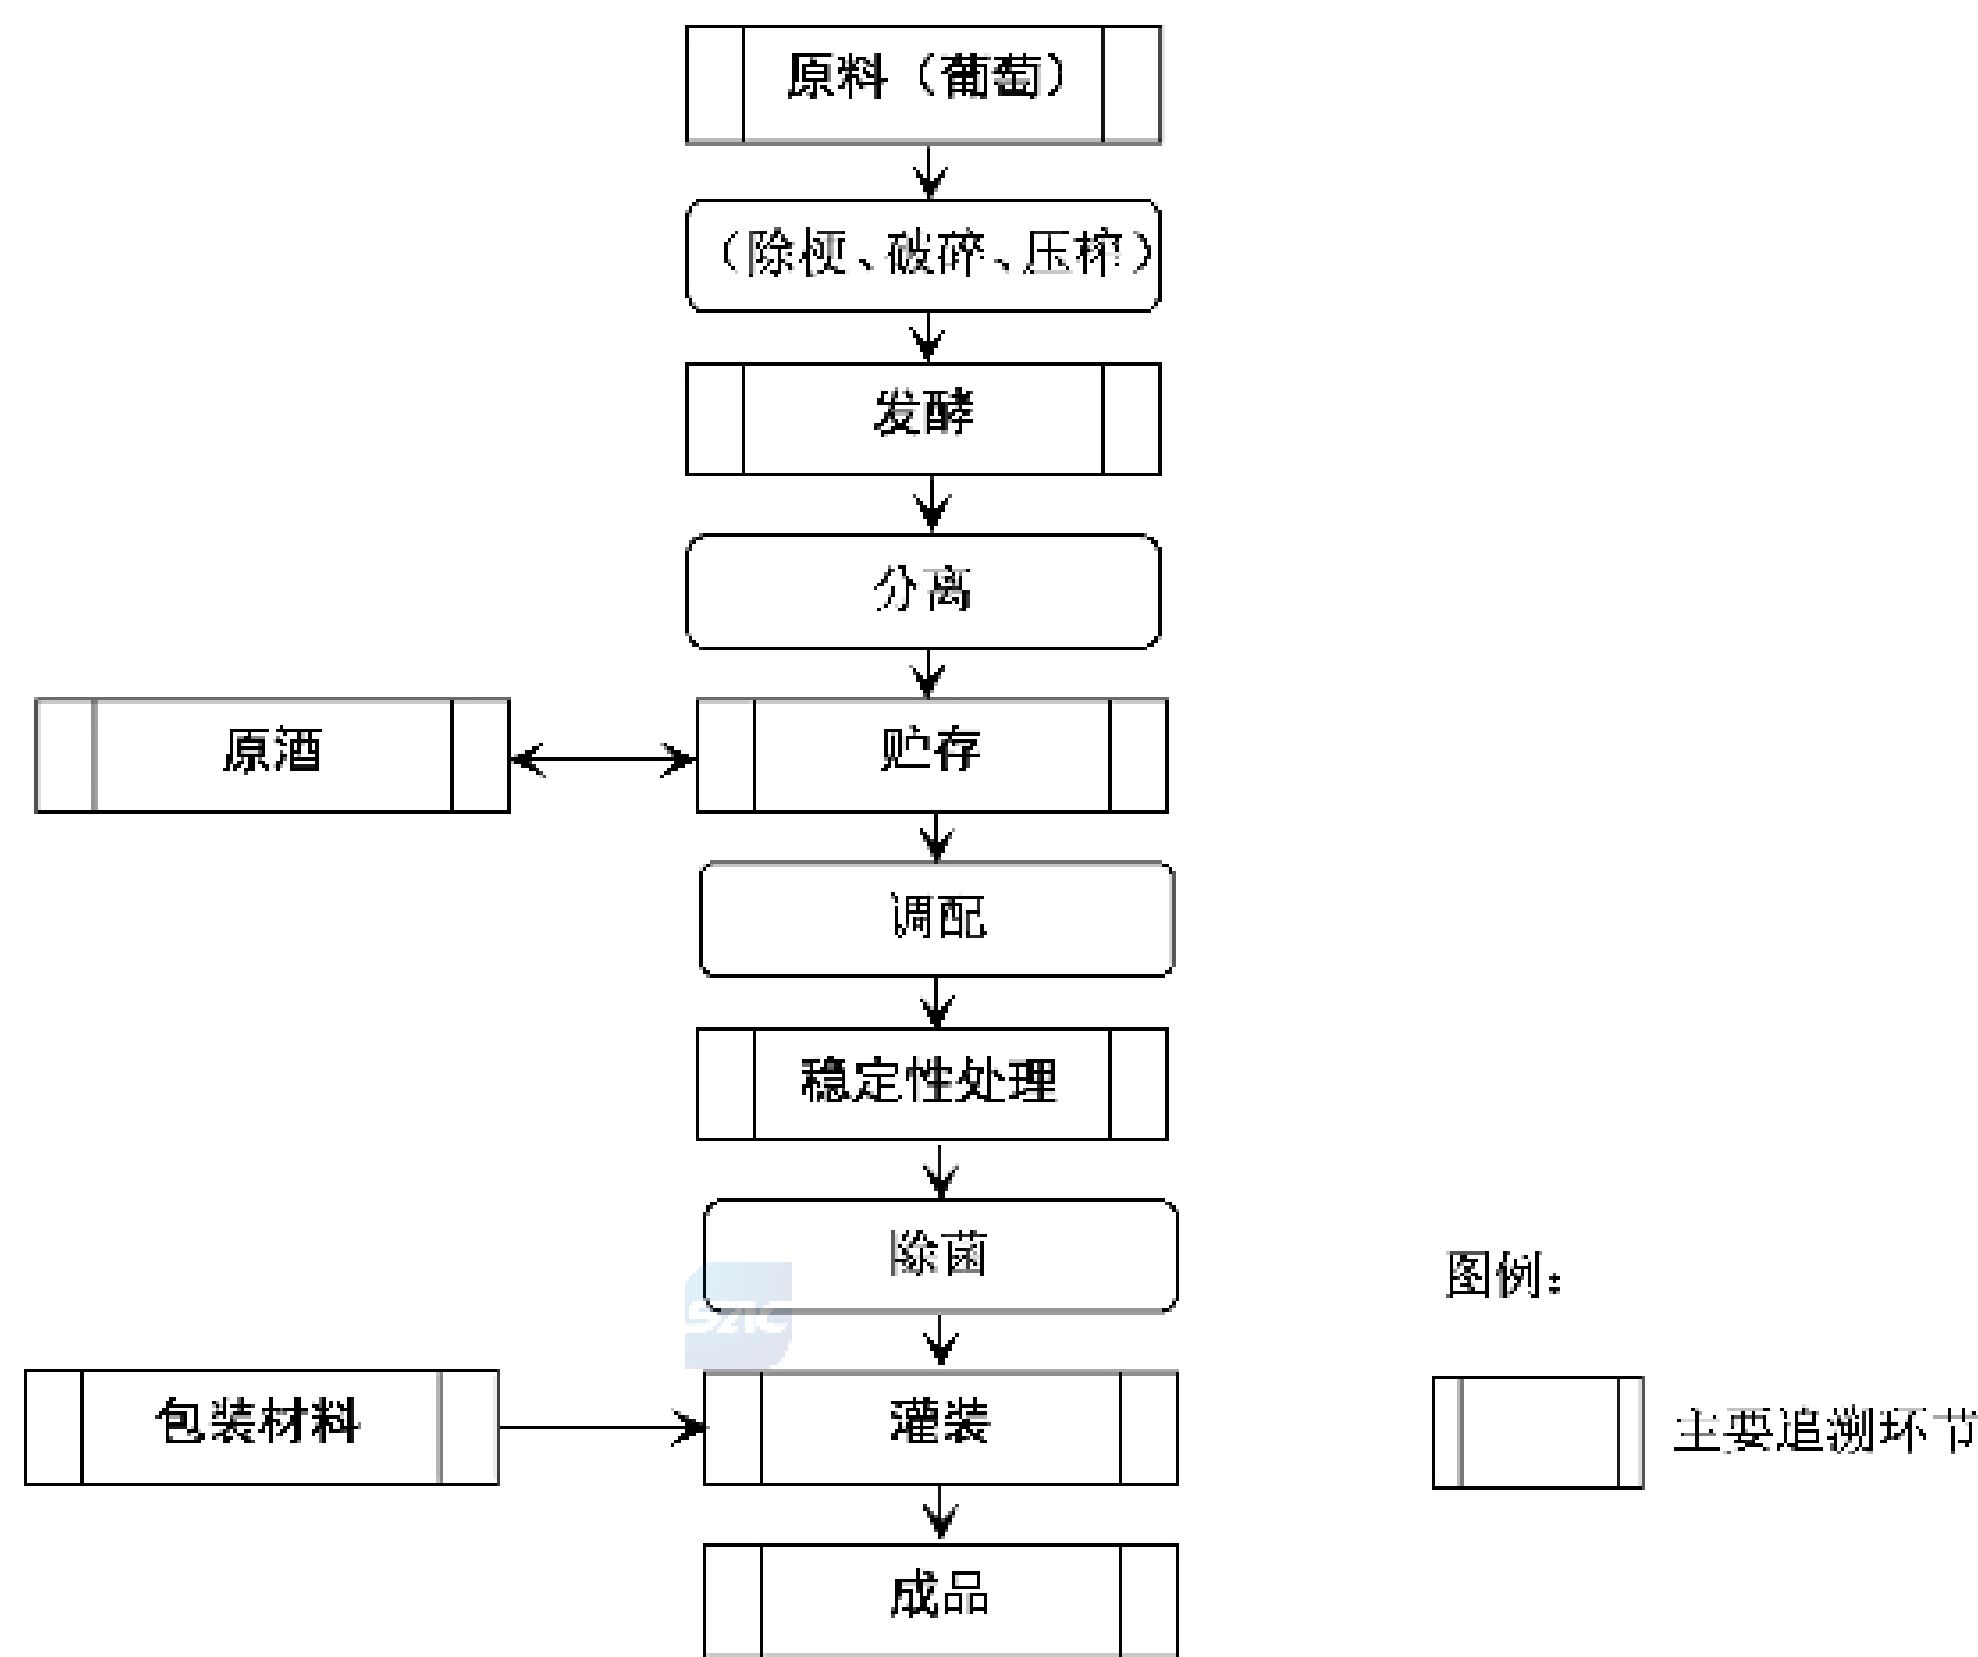 原料（葡萄）
（除梗、破碎、压榨）
发酵
分离
原酒
贮存
调配
稳定性处理
除菌
SZIC
图例：
包装材料
灌装
主要追溯环节
成品